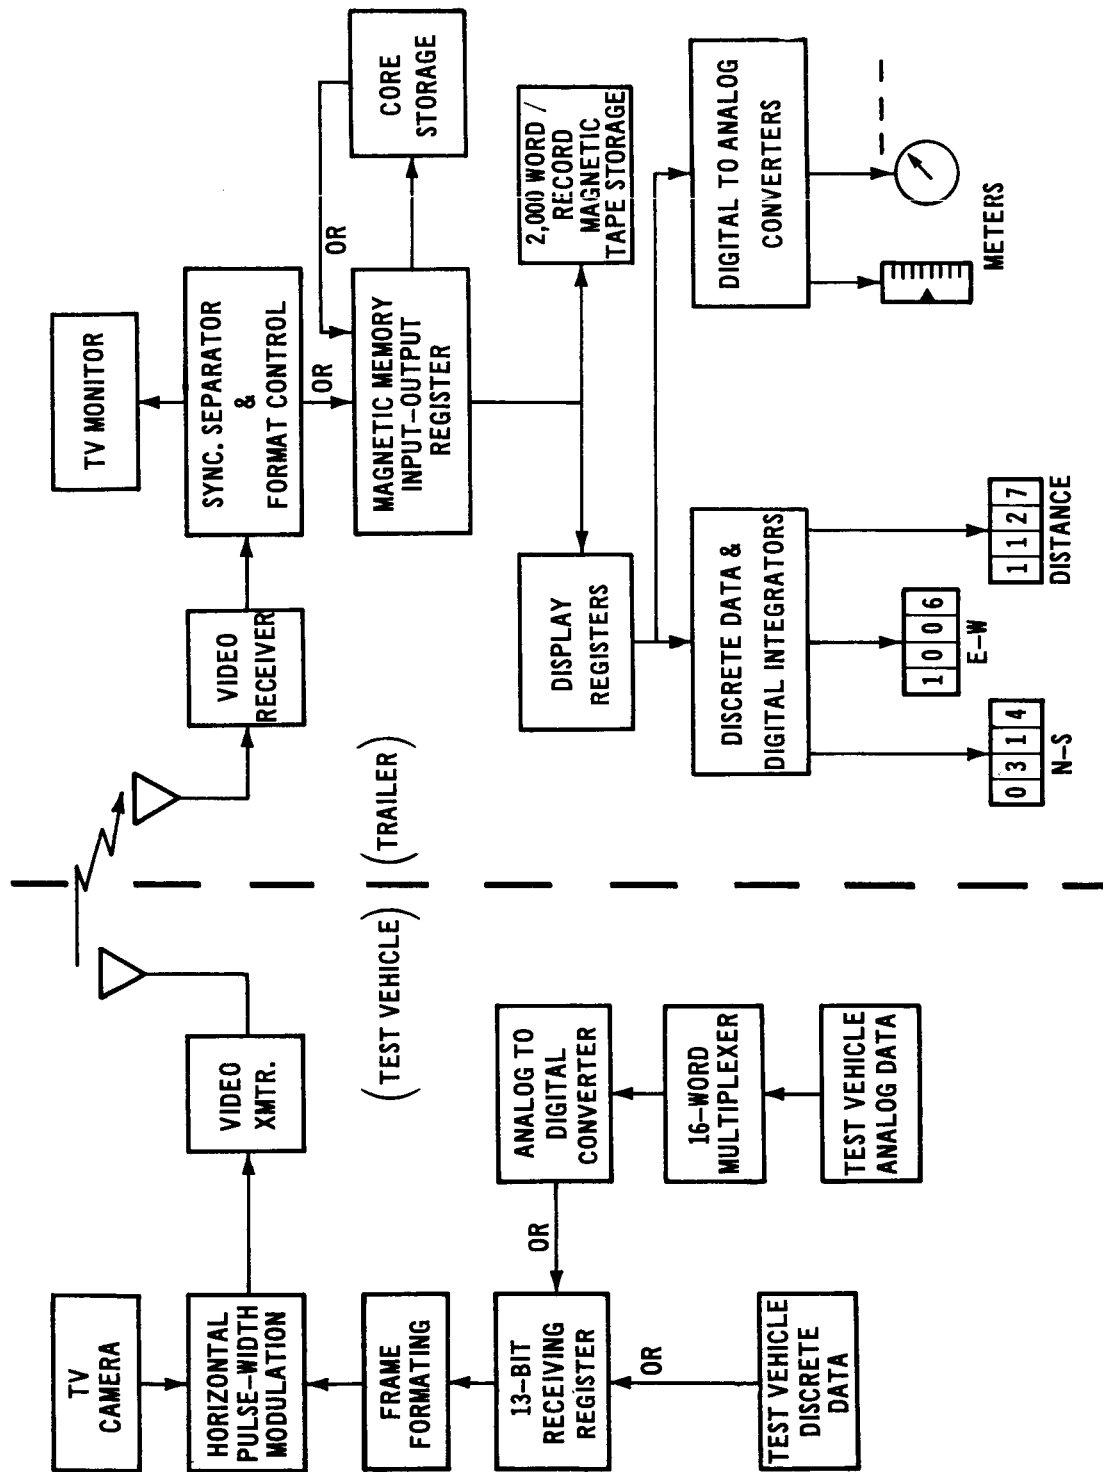 TV
CAMERA
HORIZONTAL
PULSE-WIDTH
MODULATION
FRAME
FORMATING
13-BIT
RECEIVING
REGISTER
OR
TEST VEHICLE
DISCRETE
DATA
OR
ANALOG TO
DIGITAL
CONVERTER
16-WORD
MULTIPLEXER
TEST VEHICLE
ANALOG DATA
VIDEO
XMTR.
(TEST VEHICLE)
(TRAILER)
VIDEO
RECEIVER
TV MONITOR
SYNC. SEPARATOR
&
FORMAT CONTROL
OR
OR
MAGNETIC MEMORY
INPUT-OUTPUT
REGISTER
CORE
STORAGE
2,000 WORD /
RECORD
MAGNETIC
TAPE STORAGE
DISPLAY
REGISTERS
DISCRETE DATA &
DIGITAL INTEGRATORS
DIGITAL TO ANALOG
CONVERTERS
0 3 1 4
N-S
1 0 0 6
E-W
1 1 2 7
DISTANCE
METERS